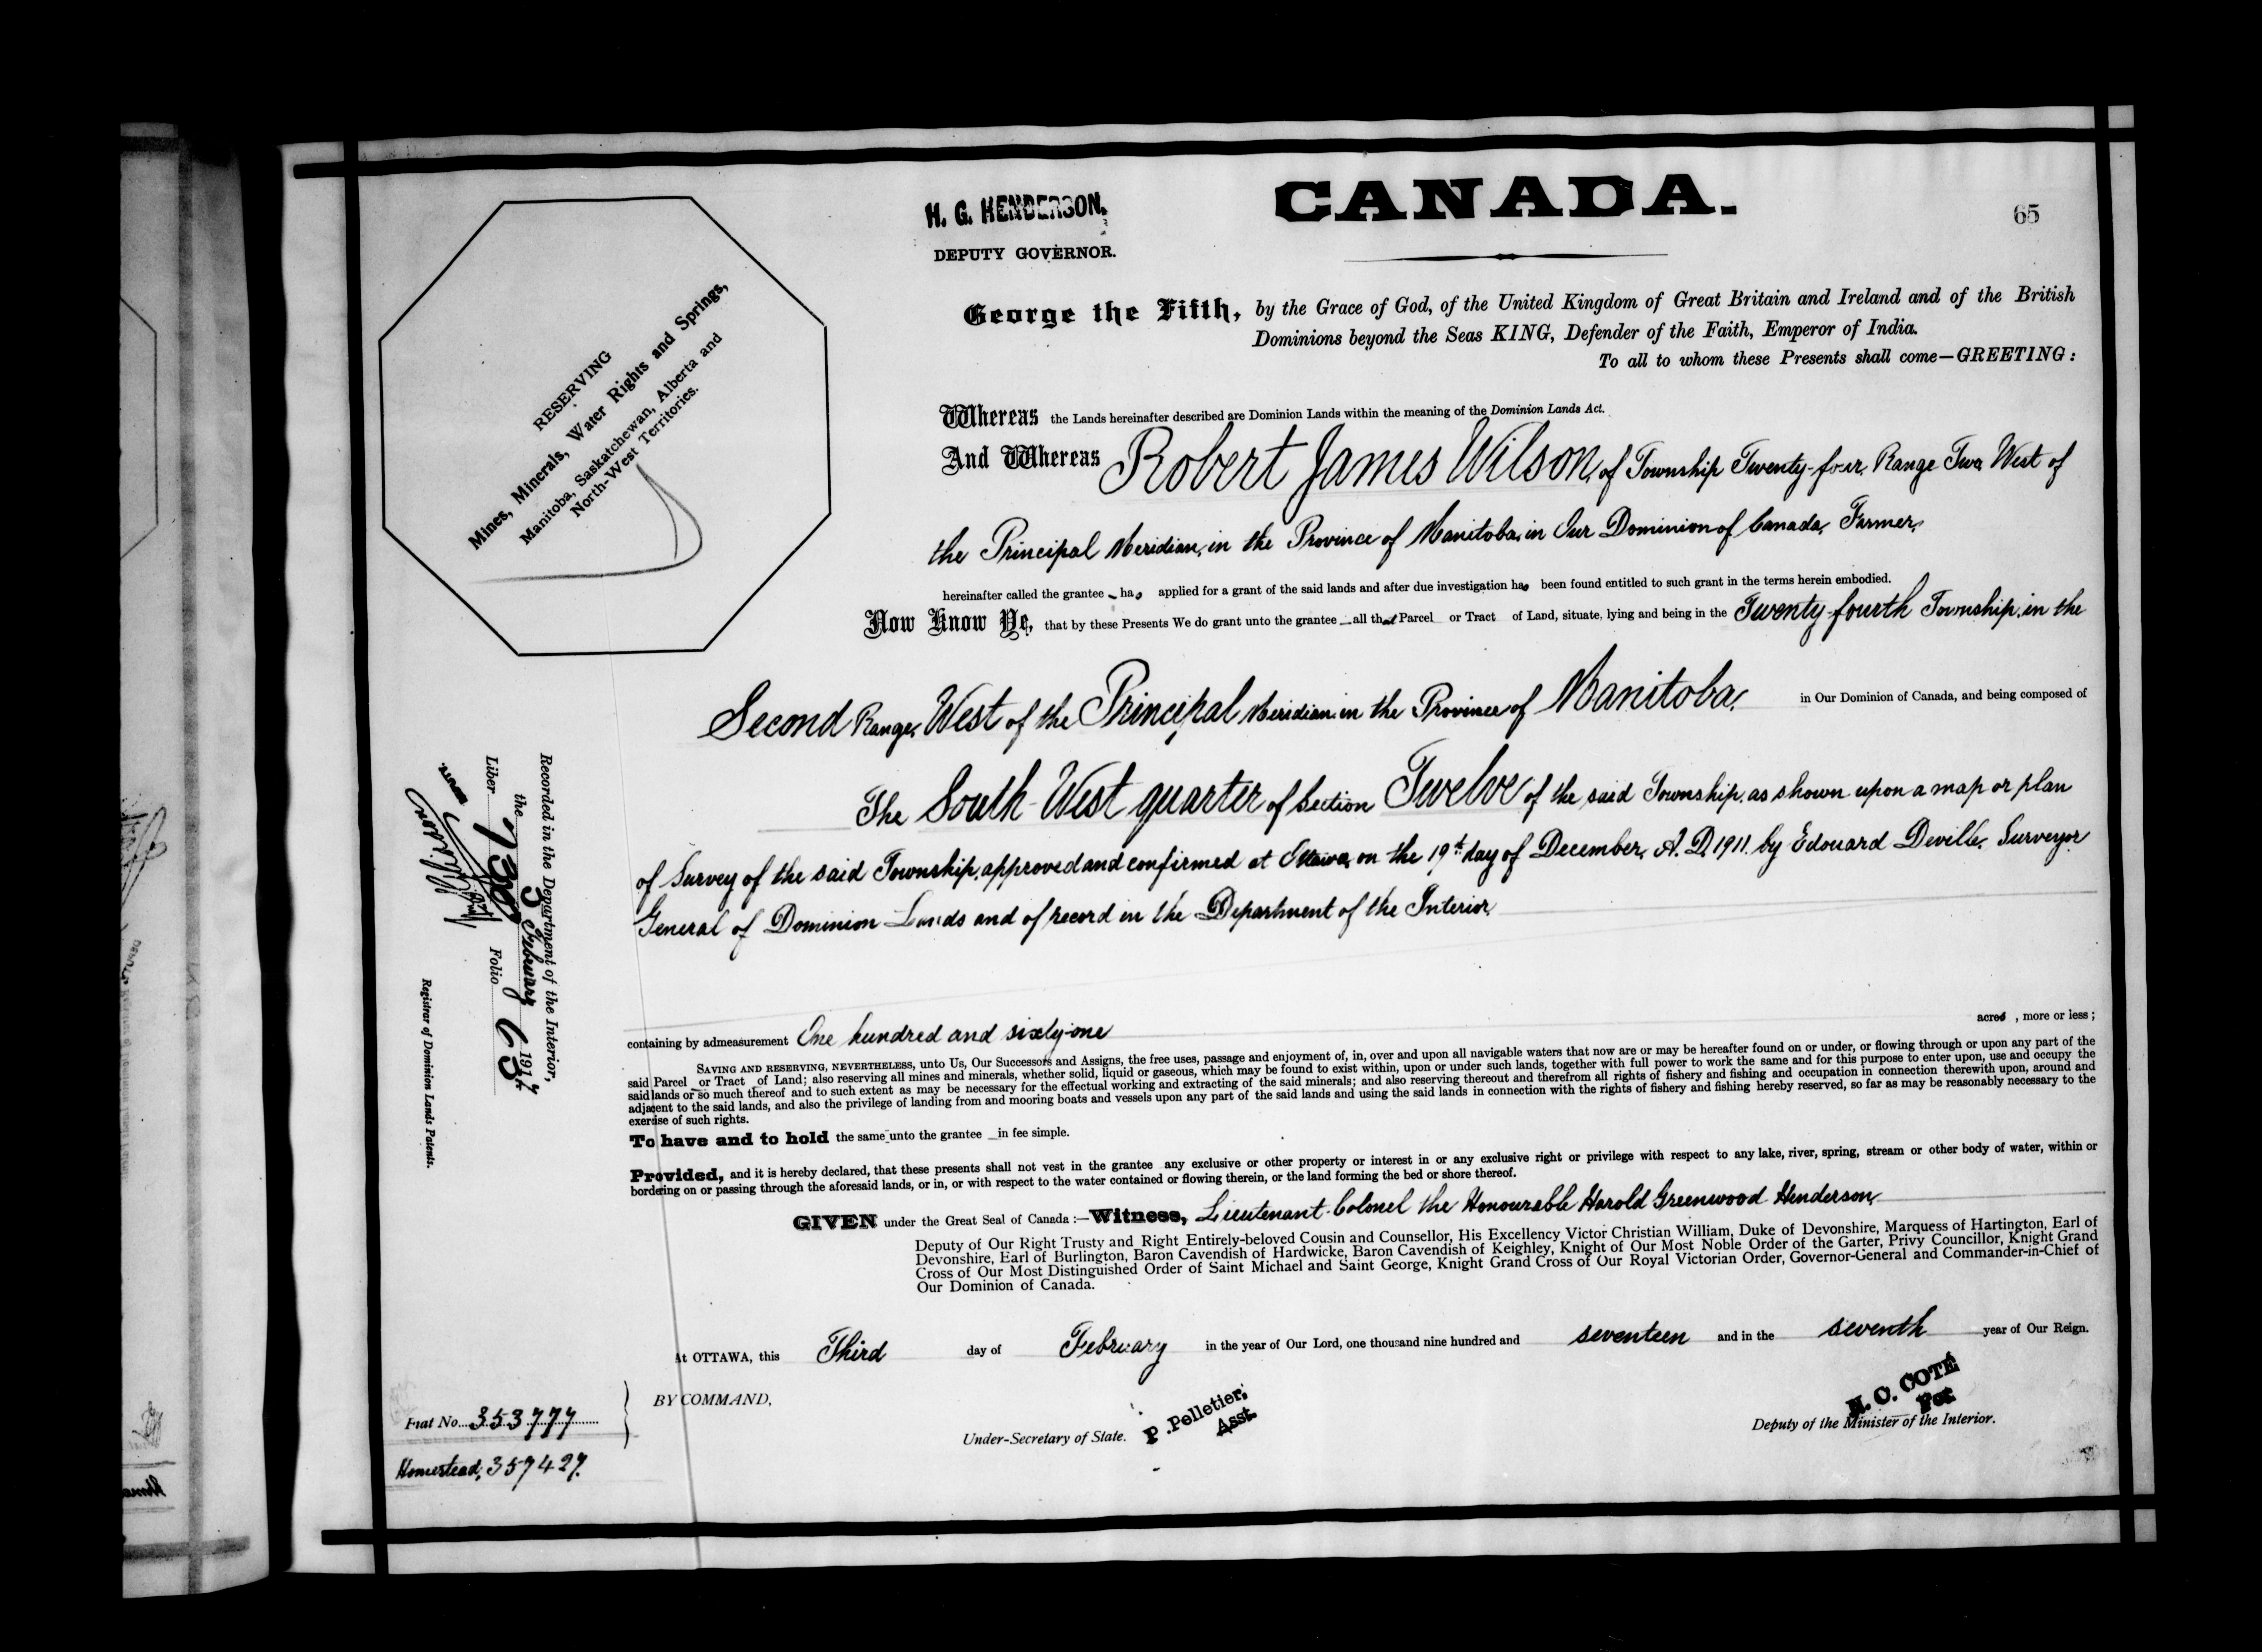 CANADA.
65
H. G. HENDERSON,
DEPUTY GOVERNOR.
RESERVING
Mines, Minerals, Water Rights and Springs,
Manitoba, Saskatchewan, Alberta and
North-West Territories.
George the Fifth, by the Grace of God, of the United Kingdom of Great Britain and Ireland and of the British
Dominions beyond the Seas KING, Defender of the Faith, Emperor of India.
To all to whom these Presents shall come—GREETING:
Whereas the Lands hereinafter described are Dominion Lands within the meaning of the Dominion Lands Act.
And Whereas Robert James Wilson, of Township Twenty-four, Range Two West of
the Principal Meridian, in the Province of Manitoba, in Our Dominion of Canada, Farmer,
hereinafter called the grantee has applied for a grant of the said lands and after due investigation has been found entitled to such grant in the terms herein embodied.
Now Know Ye, that by these Presents We do grant unto the grantee all that Parcel or Tract of Land, situate, lying and being in the Twenty-fourth Township, in the
Second Range, West of the Principal Meridian, in the Province of Manitoba, in Our Dominion of Canada, and being composed of
The South West quarter of Section Twelve of the said Township, as shown upon a map or plan
of Survey of the said Township, approved and confirmed at Ottawa, on the 19th day of December, A. D. 1911. by Edouard Deville, Surveyor
General of Dominion Lands and of record in the Department of the Interior,
containing by admeasurement One hundred and sixty-one acres, more or less;
SAVING AND RESERVING, NEVERTHELESS, unto Us, Our Successors and Assigns, the free uses, passage and enjoyment of, in, over and upon all navigable waters that now are or may be hereafter found on or under, or flowing through or upon any part of the
said Parcel or Tract of Land; also reserving all mines and minerals, whether solid, liquid or gaseous, which may be found to exist within, upon or under such lands, together with full power to work the same and for this purpose to enter upon, use and occupy the
said lands or so much thereof and to such extent as may be necessary for the effectual working and extracting of the said minerals; and also reserving thereout and therefrom all rights of fishery and fishing and occupation in connection therewith upon, around and
adjacent to the said lands, and also the privilege of landing from and mooring boats and vessels upon any part of the said lands and using the said lands in connection with the rights of fishery and fishing hereby reserved, so far as may be reasonably necessary to the
exercise of such rights.
To have and to hold the same unto the grantee in fee simple.
Provided, and it is hereby declared, that these presents shall not vest in the grantee any exclusive or other property or interest in or any exclusive right or privilege with respect to any lake, river, spring, stream or other body of water, within or
bordering on or passing through the aforesaid lands, or in, or with respect to the water contained or flowing therein, or the land forming the bed or shore thereof.
GIVEN under the Great Seal of Canada:—Witness, Lieutenant-Colonel the Honourable Harold Greenwood Henderson,
Deputy of Our Right Trusty and Right Entirely-beloved Cousin and Counsellor, His Excellency Victor Christian William, Duke of Devonshire, Marquess of Hartington, Earl of
Devonshire, Earl of Burlington, Baron Cavendish of Hardwicke, Baron Cavendish of Keighley, Knight of Our Most Noble Order of the Garter, Privy Councillor, Knight Grand
Cross of Our Most Distinguished Order of Saint Michael and Saint George, Knight Grand Cross of Our Royal Victorian Order, Governor-General and Commander-in-Chief of
Our Dominion of Canada.
At OTTAWA, this Third day of February in the year of Our Lord, one thousand nine hundred and seventeen and in the seventh year of Our Reign.
BY COMMAND,
Under-Secretary of State.
P. Pelletier,
Asst.
N. O. COTÉ
For
Deputy of the Minister of the Interior.
Recorded in the Department of the Interior,
the 3 February 1917
Liber Folio 65
Registrar of Dominion Lands Patents.
Fiat No. 353777
Homestead, 357427.